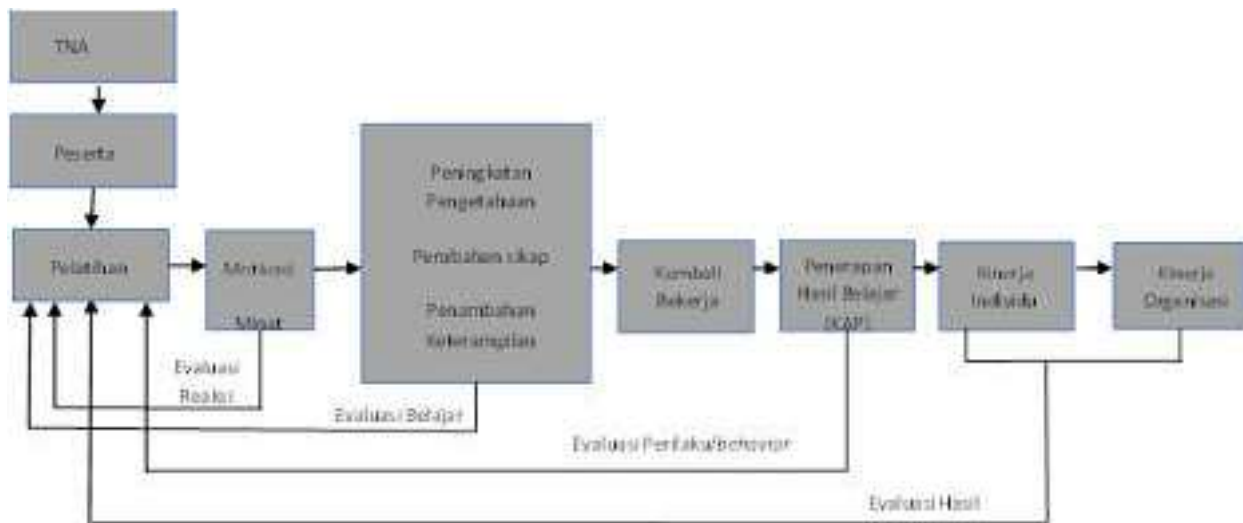 TNA
Peserta
Pelatihan
Motivasi
Minat
Peningkatan
Pengetahuan
Perubahan sikap
Penambahan
Keterampilan
Kembali
Bekerja
Penerapan
Hasil Belajar
(KAP)
Kinerja
Individu
Kinerja
Organisasi
Evaluasi
Reaksi
Evaluasi Belajar
Evaluasi Perilaku/behavior
Evaluasi Hasil